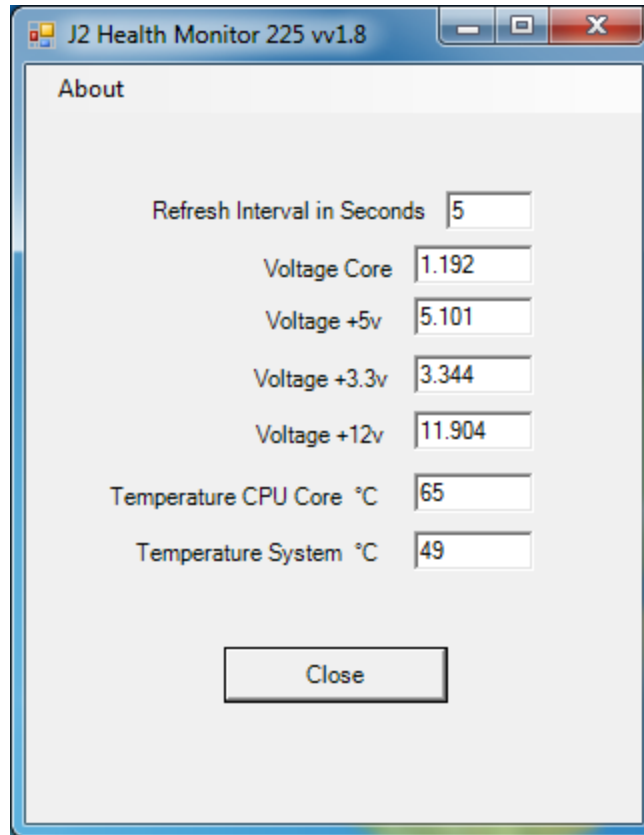 J2 Health Monitor 225 vv1.8
About
Refresh Interval in Seconds 5
Voltage Core 1.192
Voltage +5v 5.101
Voltage +3.3v 3.344
Voltage +12v 11.904
Temperature CPU Core °C 65
Temperature System °C 49
Close